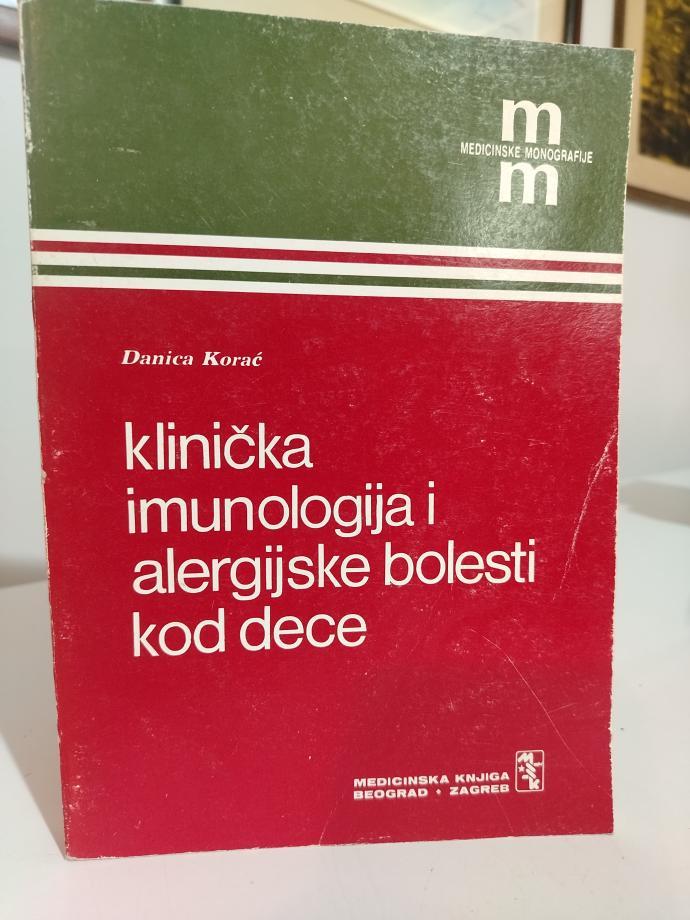 m
MEDICINSKE MONOGRAFIJE
m
Danica Korać
klinička
imunologija i
alergijske bolesti
kod dece
MEDICINSKA KNJIGA
BEOGRAD • ZAGREB